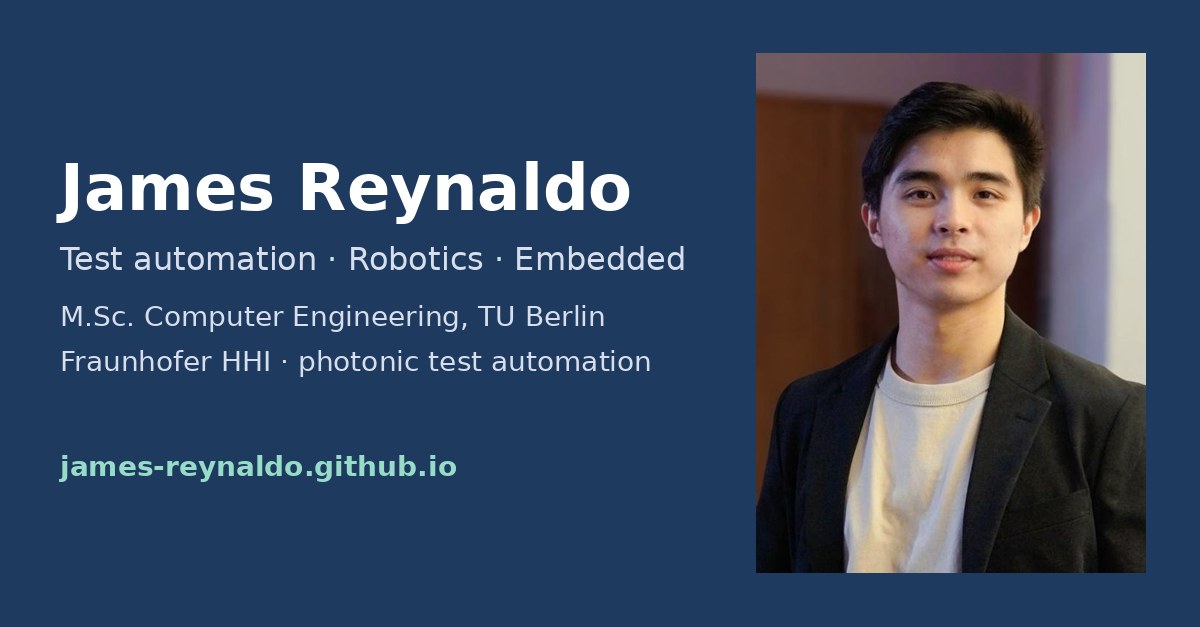 James Reynaldo
Test automation · Robotics · Embedded
M.Sc. Computer Engineering, TU Berlin
Fraunhofer HHI · photonic test automation
james-reynaldo.github.io